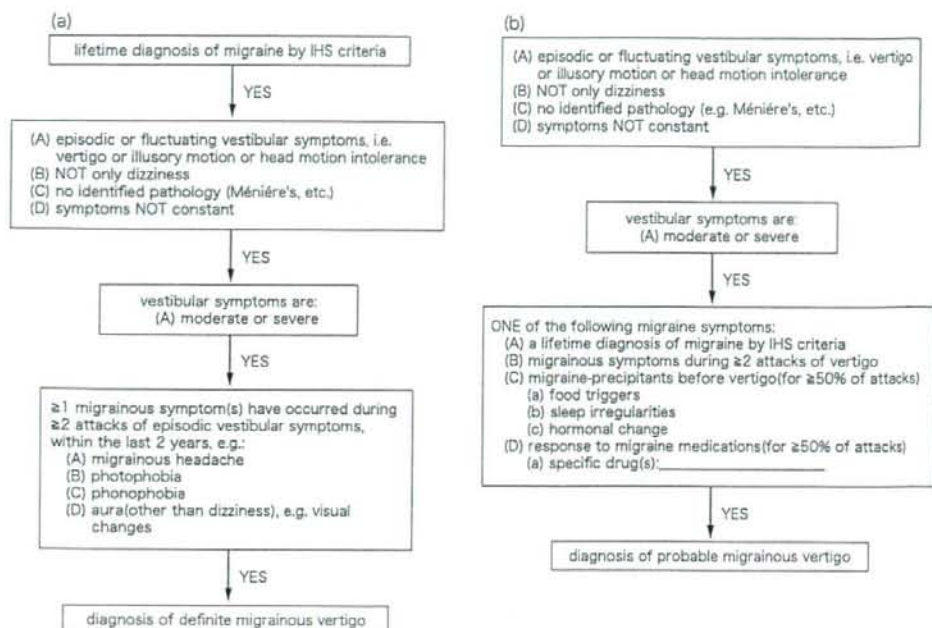 (a)
lifetime diagnosis of migraine by IHS criteria
YES
(A) episodic or fluctuating vestibular symptoms, i.e.
vertigo or illusory motion or head motion intolerance
(B) NOT only dizziness
(C) no identified pathology (Méniére's, etc.)
(D) symptoms NOT constant
YES
vestibular symptoms are:
(A) moderate or severe
YES
≥1 migrainous symptom(s) have occurred during
≥2 attacks of episodic vestibular symptoms,
within the last 2 years, e.g.:
(A) migrainous headache
(B) photophobia
(C) phonophobia
(D) aura(other than dizziness), e.g. visual
changes
YES
diagnosis of definite migrainous vertigo
(b)
(A) episodic or fluctuating vestibular symptoms, i.e. vertigo
or illusory motion or head motion intolerance
(B) NOT only dizziness
(C) no identified pathology (e.g. Méniére's, etc.)
(D) symptoms NOT constant
YES
vestibular symptoms are:
(A) moderate or severe
YES
ONE of the following migraine symptoms:
(A) a lifetime diagnosis of migraine by IHS criteria
(B) migrainous symptoms during ≥2 attacks of vertigo
(C) migraine-precipitants before vertigo(for ≥50% of attacks)
(a) food triggers
(b) sleep irregularities
(c) hormonal change
(D) response to migraine medications(for ≥50% of attacks)
(a) specific drug(s):
YES
diagnosis of probable migrainous vertigo